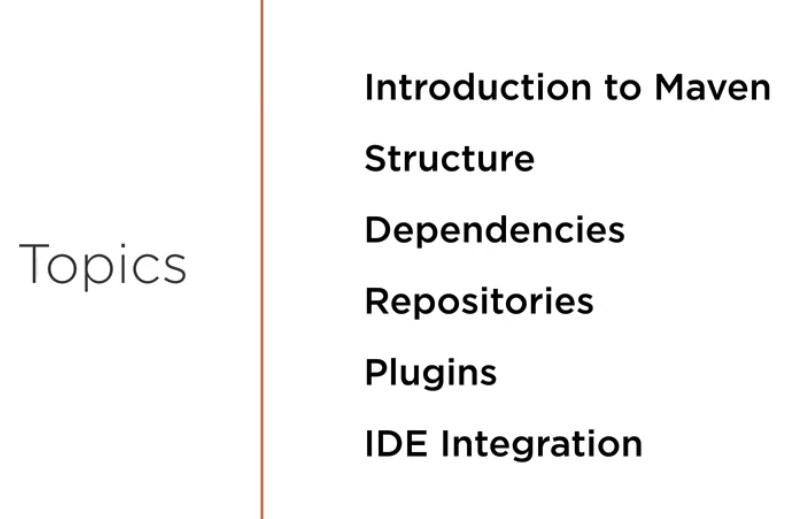 Topics
Introduction to Maven
Structure
Dependencies
Repositories
Plugins
IDE Integration